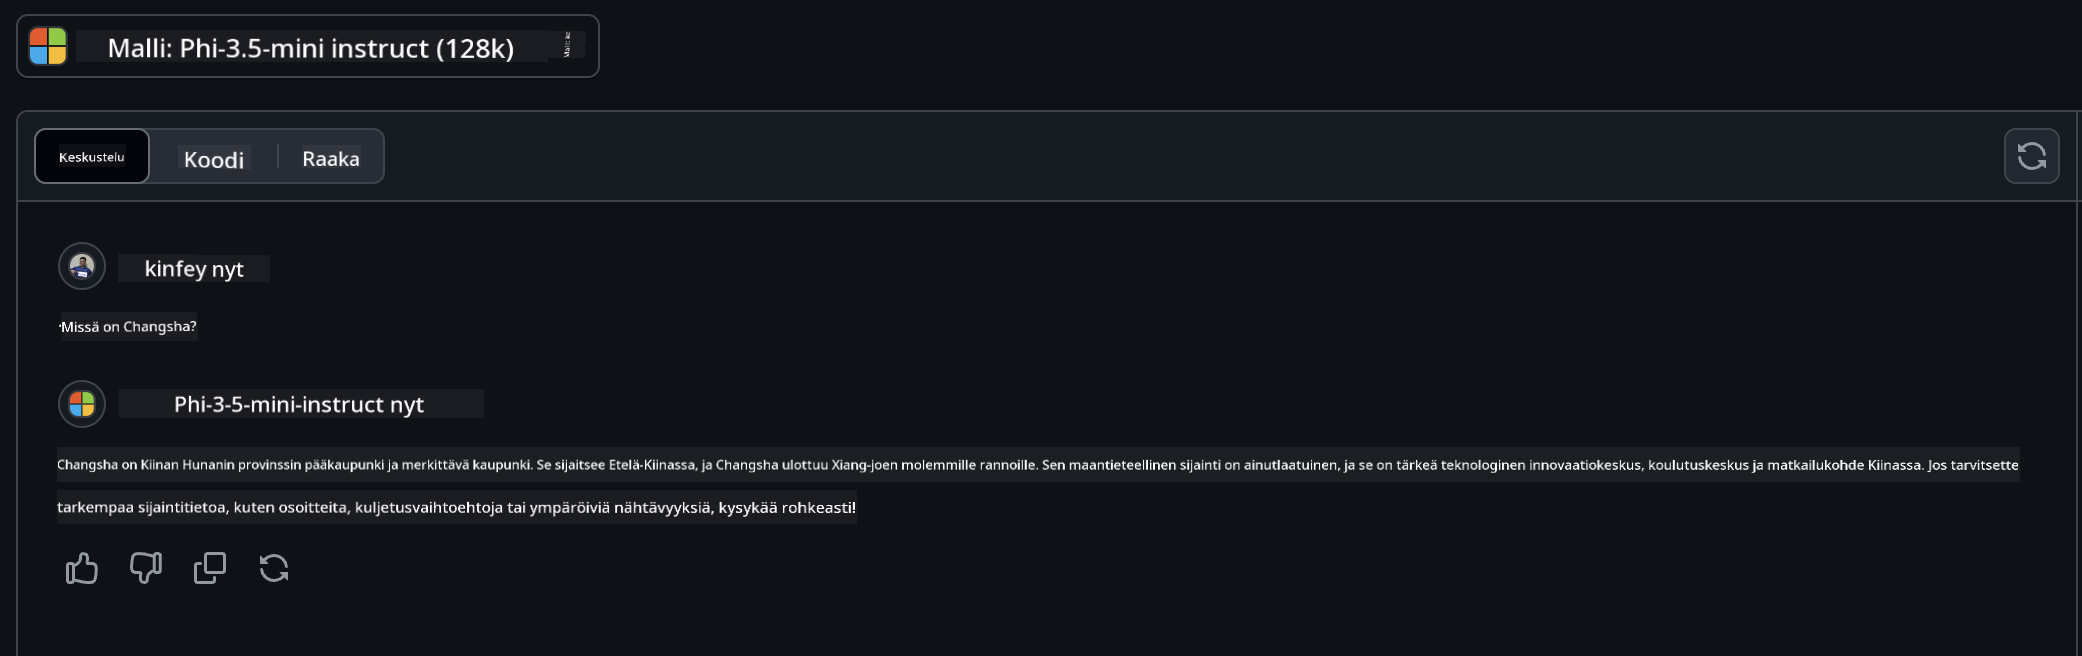 Malli: Phi-3.5-mini instruct (128k)
Keskustelu
Koodi
Raaka
kinfey nyt
Missä on Changsha?
Phi-3-5-mini-instruct nyt
Changsha on Kiinan Hunanin provinssin pääkaupunki ja merkittävä kaupunki. Se sijaitsee Etelä-Kiinassa, ja Changsha ulottuu Xiang-joen molemmille rannoille. Sen maantieteellinen sijainti on ainutlaatuinen, ja se on tärkeä teknologinen innovaatiokeskus, koulutuskeskus ja matkailukohde Kiinassa. Jos tarvitsette
tarkempaa sijaintitietoa, kuten osoitteita, kuljetusvaihtoehtoja tai ympäröiviä nähtävyyksiä, kysykää rohkeasti!